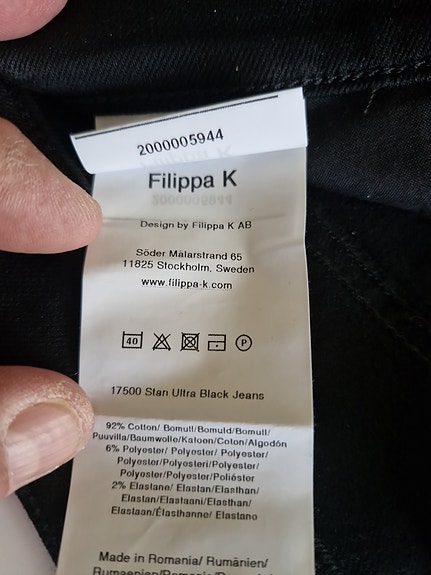 2000005944
Filippa K
Design by Filippa K AB
Söder Mälarstrand 65
11825 Stockholm, Sweden
www.filippa-k.com
40
P
17500 Stan Ultra Black Jeans
92% Cotton/ Bomull/Bomuld/Bomull/
Puuvilla/Baumwolle/Katoen/Coton/Algodón
6% Polyester/ Polyester/ Polyester/
Polyester/Polyesteri/Polyester/
Polyester/Polyester/Poliéster
2% Elastane/ Elastan/Elasthan/
Elastan/Elastaani/Elasthan/
Elastaan/Élasthanne/ Elastano
Made in Romania/ Rumänien/